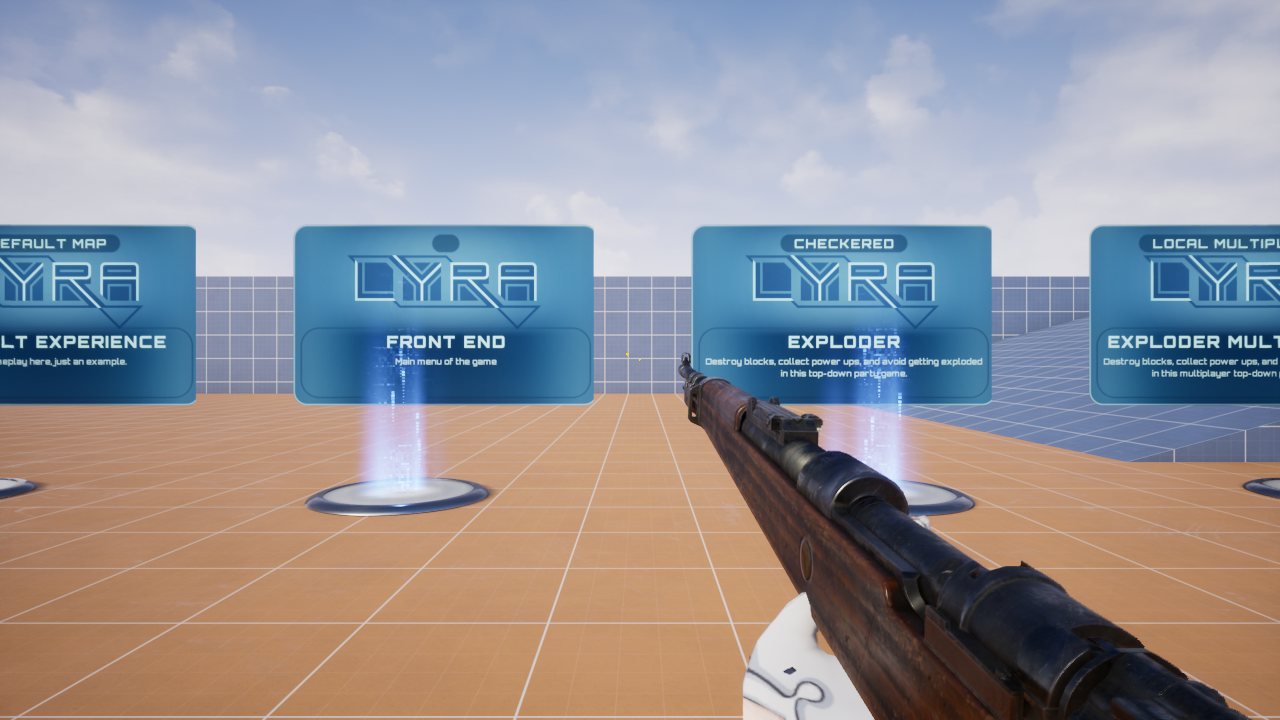 EFAULT MAP
YRA
LT EXPERIENCE
eplay here, just an example.
LYRA
FRONT END
Main menu of the game
CHECKERED
LYRA
EXPLODER
Destroy blocks, collect power ups, and avoid getting exploded
in this top-down party game.
LOCAL MULTIPL
LYR
EXPLODER MULT
Destroy blocks, collect power ups, and
in this multiplayer top-down